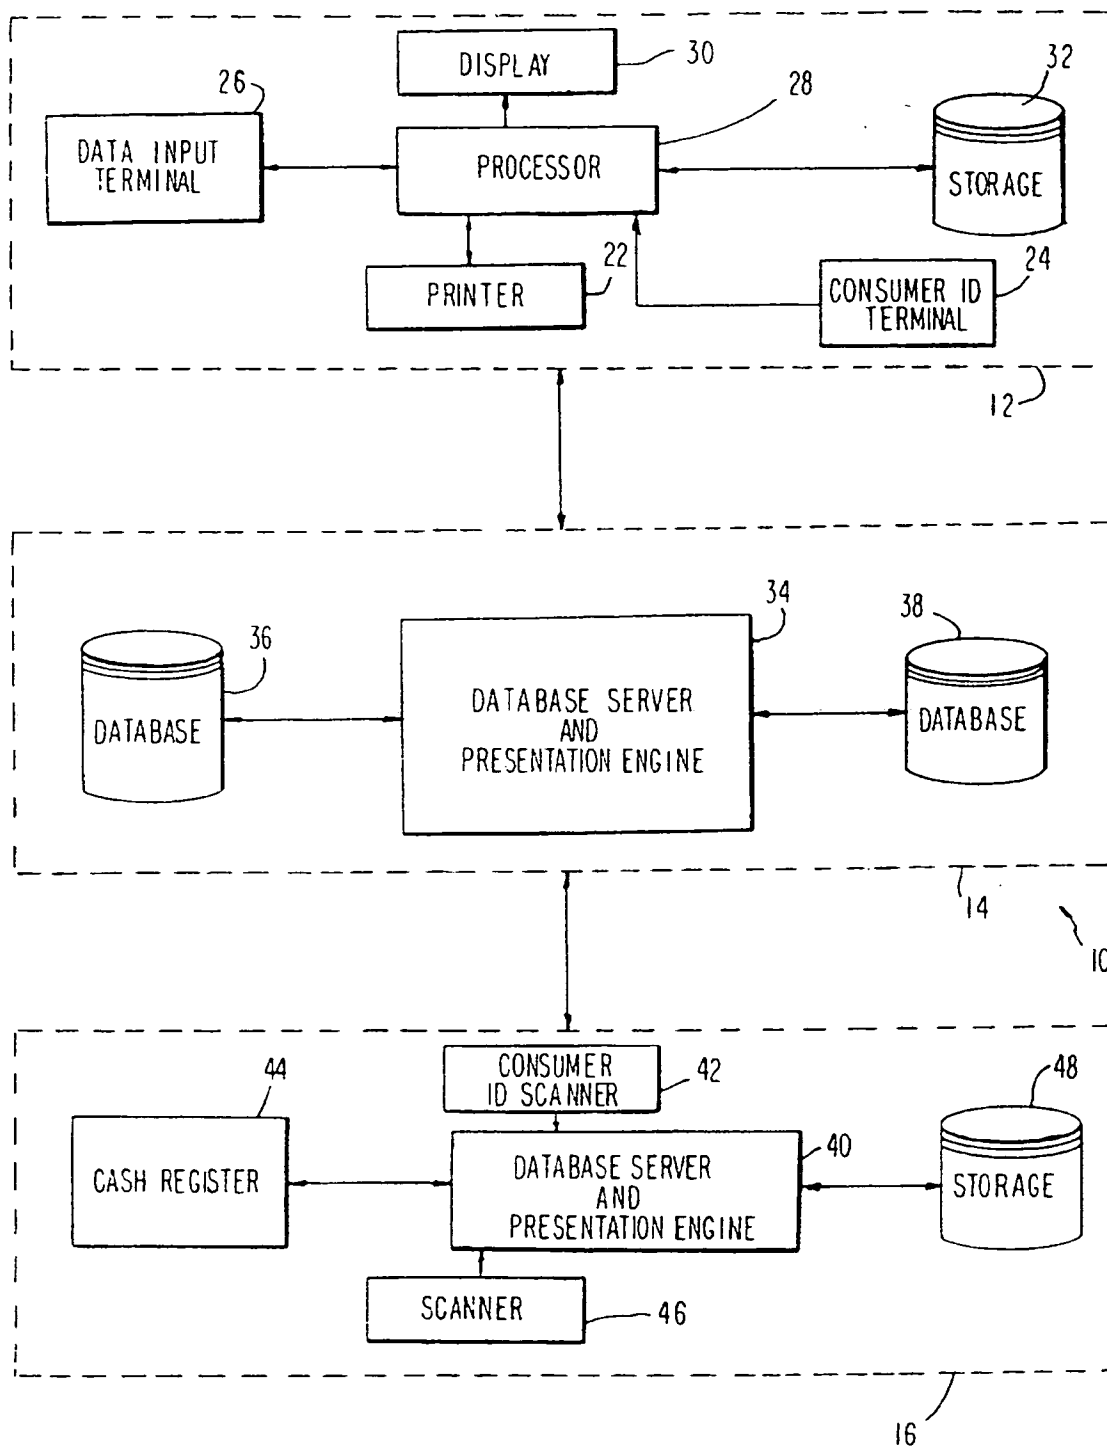 DISPLAY
30
26
28
32
DATA INPUT
TERMINAL
PROCESSOR
STORAGE
PRINTER
22
24
CONSUMER ID
TERMINAL
12
36
34
38
DATABASE
DATABASE SERVER
AND
PRESENTATION ENGINE
DATABASE
14
10
CONSUMER
ID SCANNER
42
44
48
CASH REGISTER
DATABASE SERVER
AND
PRESENTATION ENGINE
40
STORAGE
SCANNER
46
16